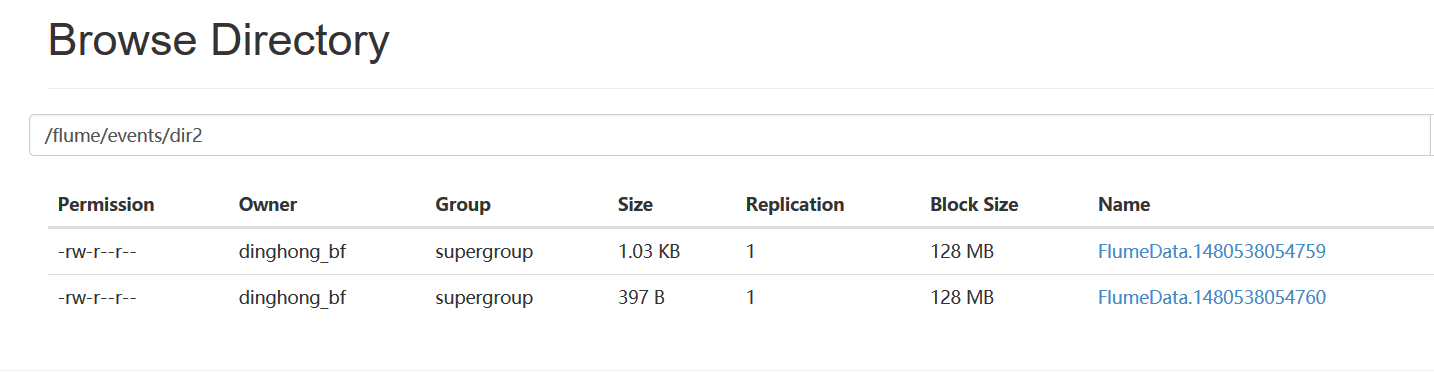 Browse Directory
/flume/events/dir2
Permission Owner Group Size Replication Block Size Name
-rw-r--r-- dinghong_bf supergroup 1.03 KB 1 128 MB FlumeData.1480538054759
-rw-r--r-- dinghong_bf supergroup 397 B 1 128 MB FlumeData.1480538054760